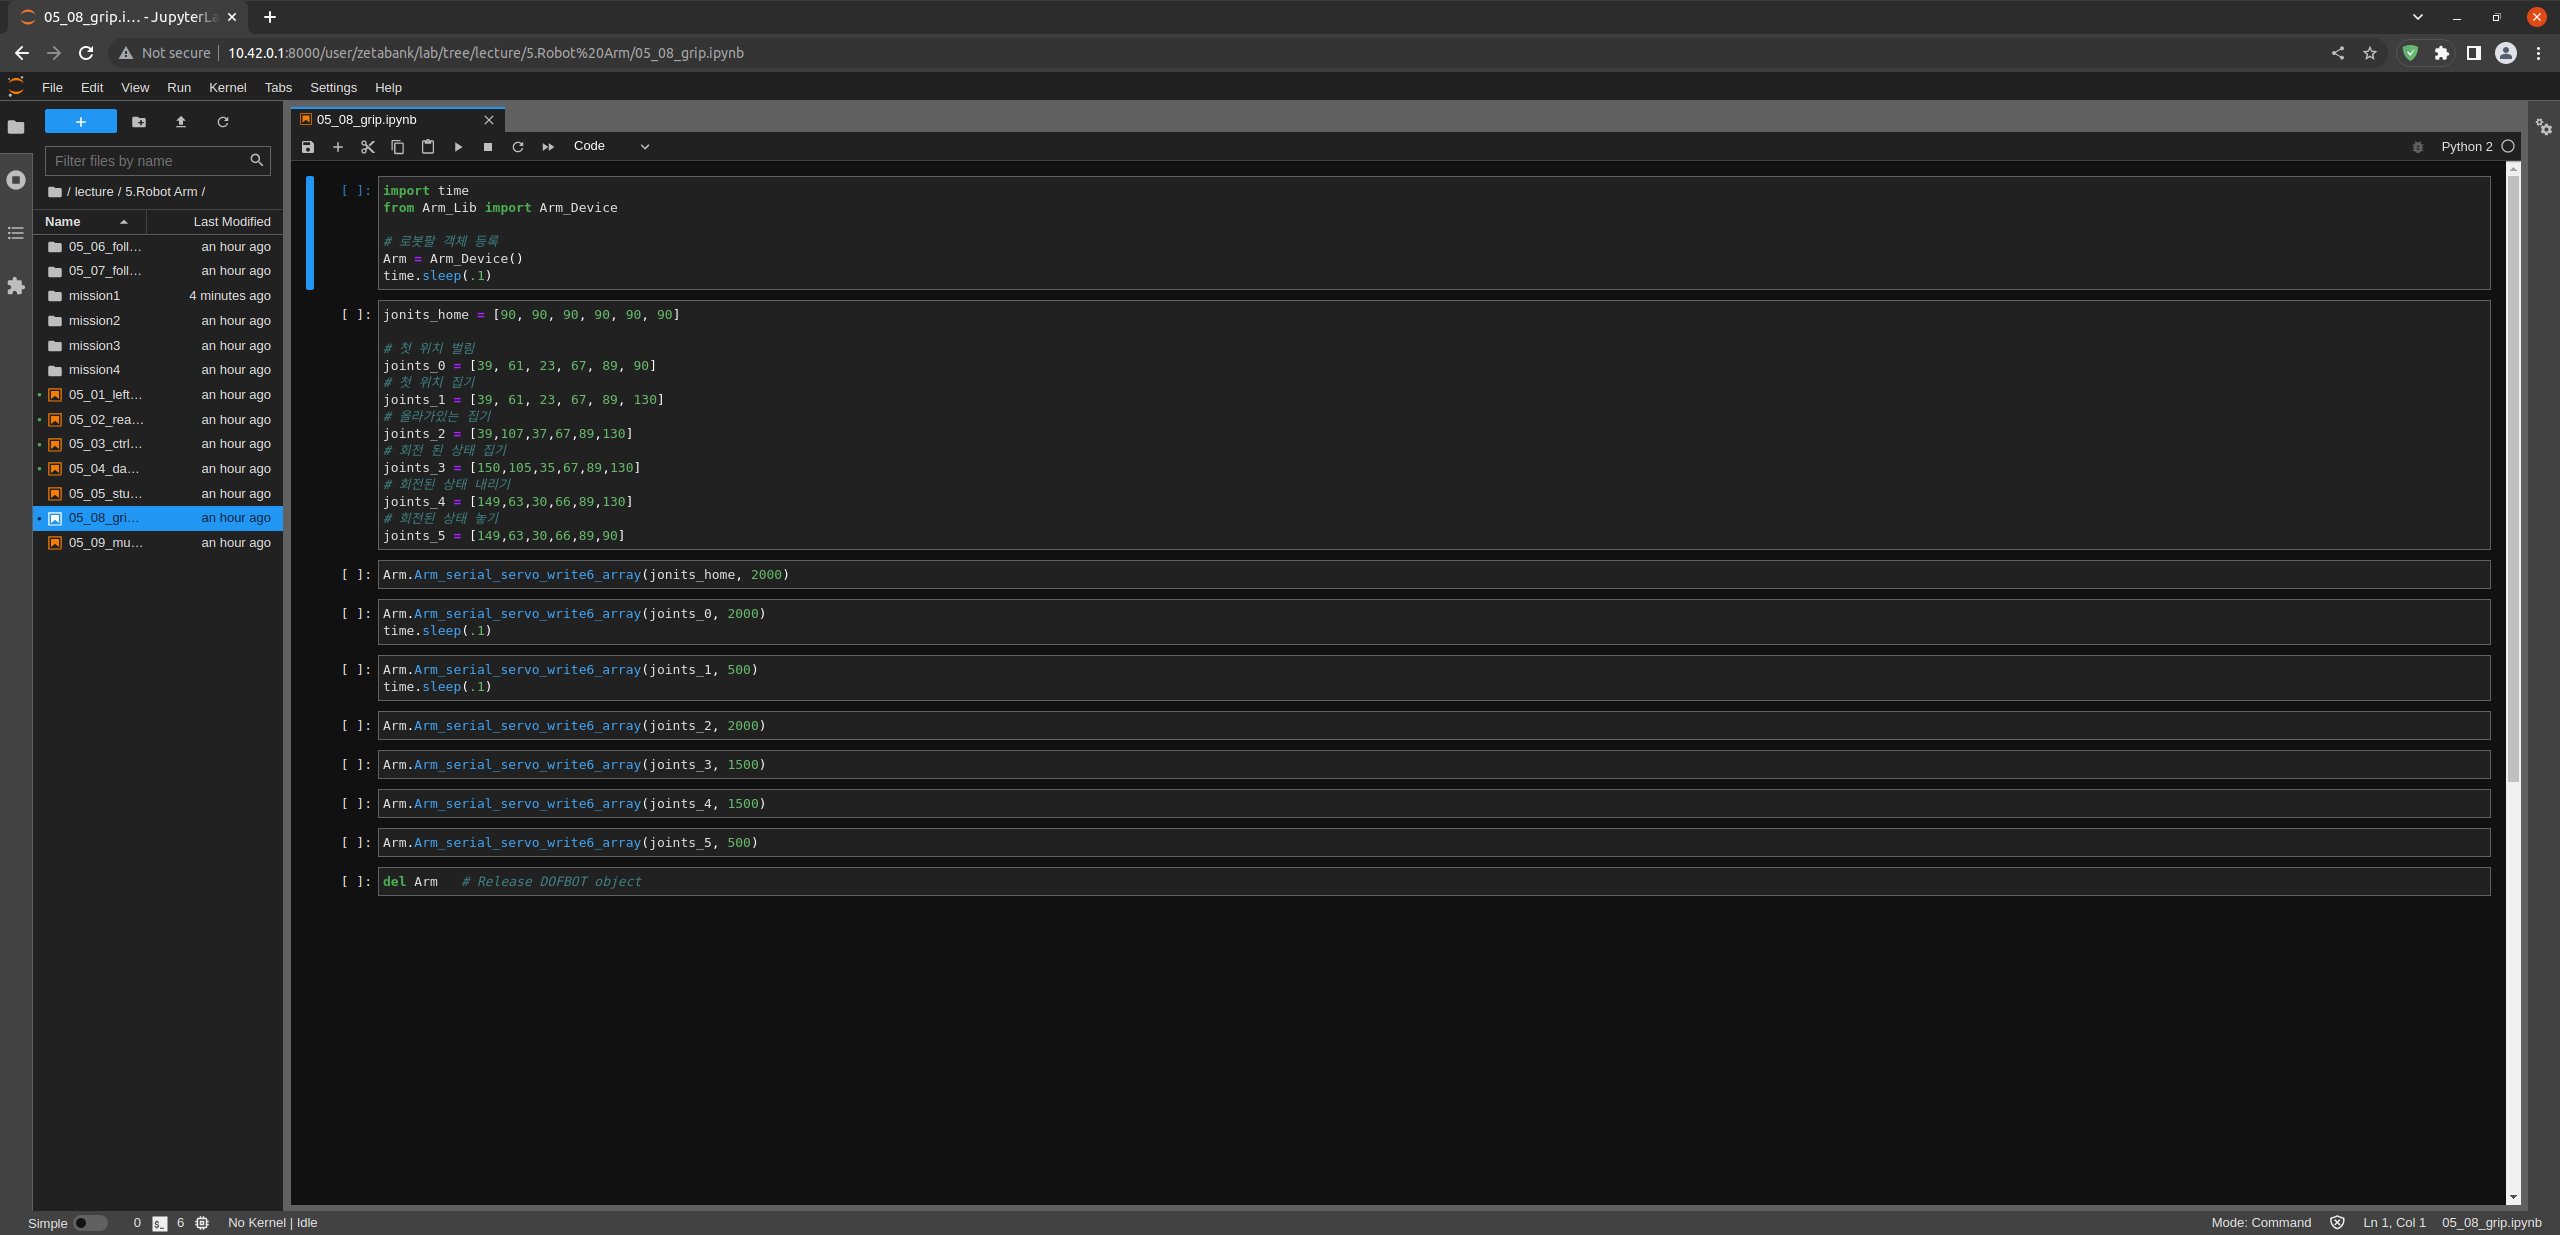 05_08_grip.i… - JupyterLa
Not secure 10.42.0.1:8000/user/zetabank/lab/tree/lecture/5.Robot%20Arm/05_08_grip.ipynb
File Edit View Run Kernel Tabs Settings Help
Filter files by name
/ lecture / 5.Robot Arm /
Name Last Modified
05_06_foll… an hour ago
05_07_foll… an hour ago
mission1 4 minutes ago
mission2 an hour ago
mission3 an hour ago
mission4 an hour ago
05_01_left… an hour ago
05_02_rea… an hour ago
05_03_ctrl… an hour ago
05_04_da… an hour ago
05_05_stu… an hour ago
05_08_gri… an hour ago
05_09_mu… an hour ago
05_08_grip.ipynb
Code
Python 2
[ ]: import time
from Arm_Lib import Arm_Device
# 로봇팔 객체 등록
Arm = Arm_Device()
time.sleep(.1)
[ ]: jonits_home = [90, 90, 90, 90, 90, 90]
# 첫 위치 벌림
joints_0 = [39, 61, 23, 67, 89, 90]
# 첫 위치 집기
joints_1 = [39, 61, 23, 67, 89, 130]
# 올라가있는 집기
joints_2 = [39,107,37,67,89,130]
# 회전 된 상태 집기
joints_3 = [150,105,35,67,89,130]
# 회전된 상태 내리기
joints_4 = [149,63,30,66,89,130]
# 회전된 상태 놓기
joints_5 = [149,63,30,66,89,90]
[ ]: Arm.Arm_serial_servo_write6_array(jonits_home, 2000)
[ ]: Arm.Arm_serial_servo_write6_array(joints_0, 2000)
time.sleep(.1)
[ ]: Arm.Arm_serial_servo_write6_array(joints_1, 500)
time.sleep(.1)
[ ]: Arm.Arm_serial_servo_write6_array(joints_2, 2000)
[ ]: Arm.Arm_serial_servo_write6_array(joints_3, 1500)
[ ]: Arm.Arm_serial_servo_write6_array(joints_4, 1500)
[ ]: Arm.Arm_serial_servo_write6_array(joints_5, 500)
[ ]: del Arm # Release DOFBOT object
Simple 0 $_ 6 No Kernel | Idle
Mode: Command Ln 1, Col 1 05_08_grip.ipynb